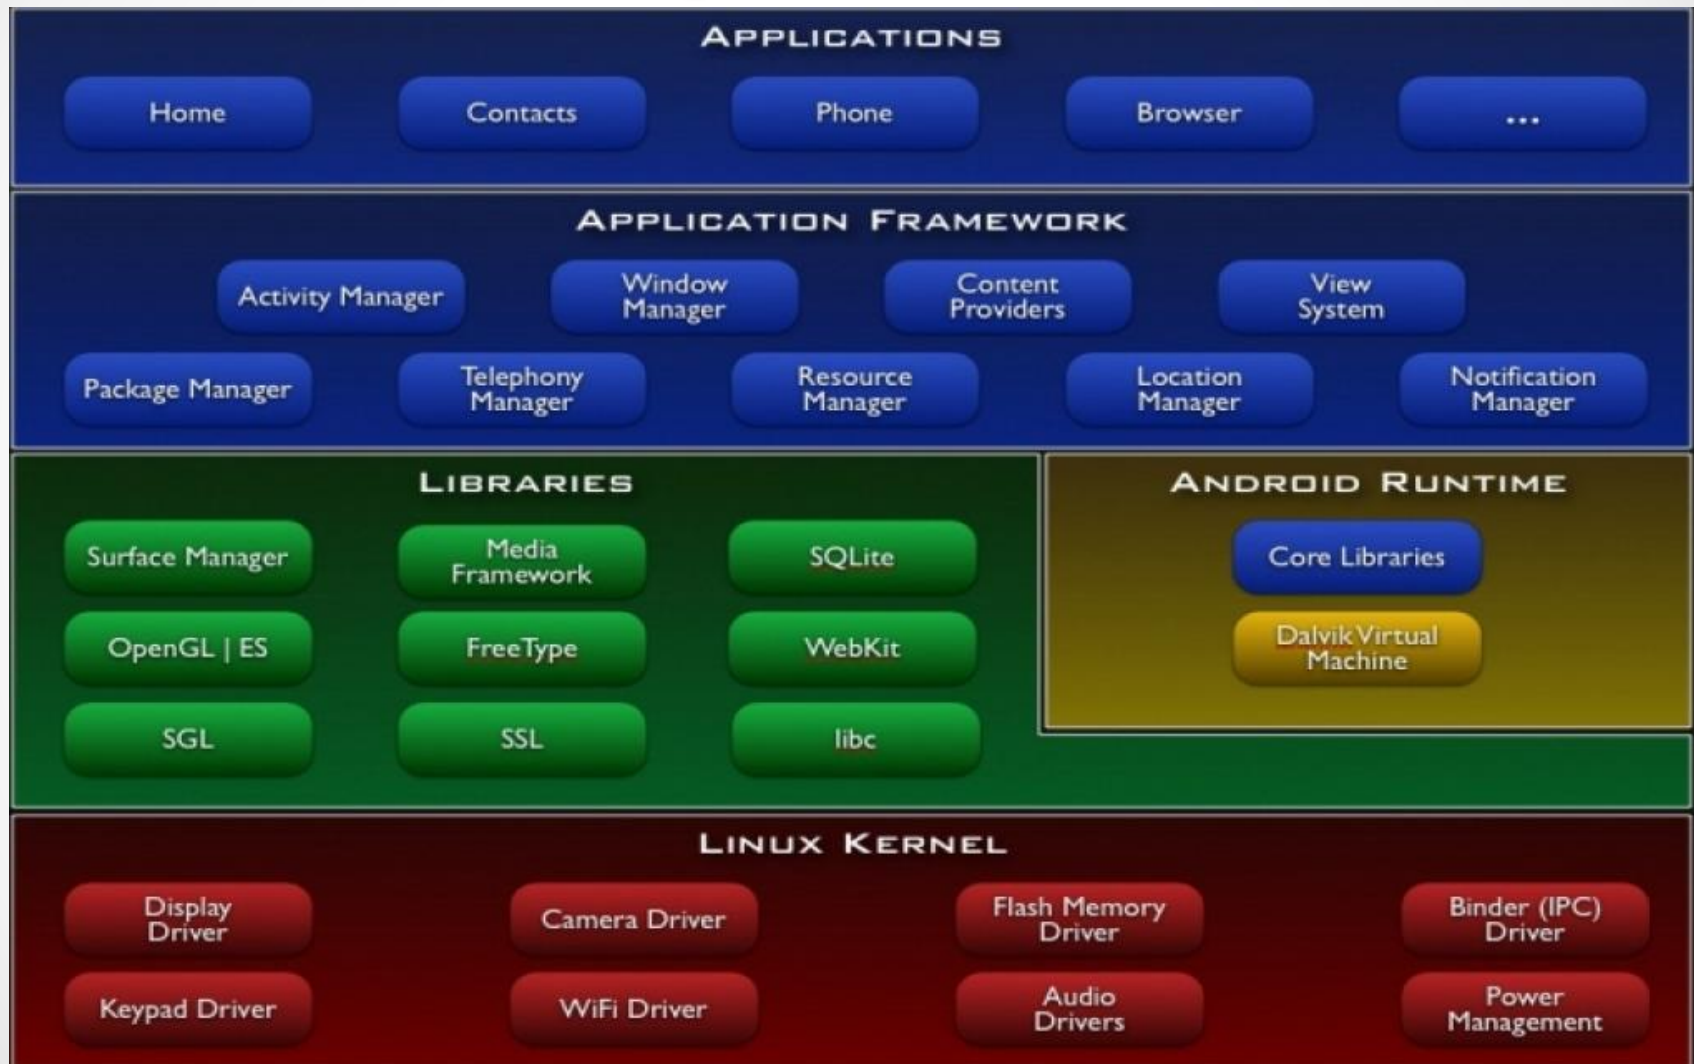 APPLICATIONS
Home
Contacts
Phone
Browser
...
APPLICATION FRAMEWORK
Activity Manager
Window
Manager
Content
Providers
View
System
Package Manager
Telephony
Manager
Resource
Manager
Location
Manager
Notification
Manager
LIBRARIES
Surface Manager
Media
Framework
SQLite
OpenGL | ES
FreeType
WebKit
SGL
SSL
libc
ANDROID RUNTIME
Core Libraries
Dalvik Virtual
Machine
LINUX KERNEL
Display
Driver
Camera Driver
Flash Memory
Driver
Binder (IPC)
Driver
Keypad Driver
WiFi Driver
Audio
Drivers
Power
Management